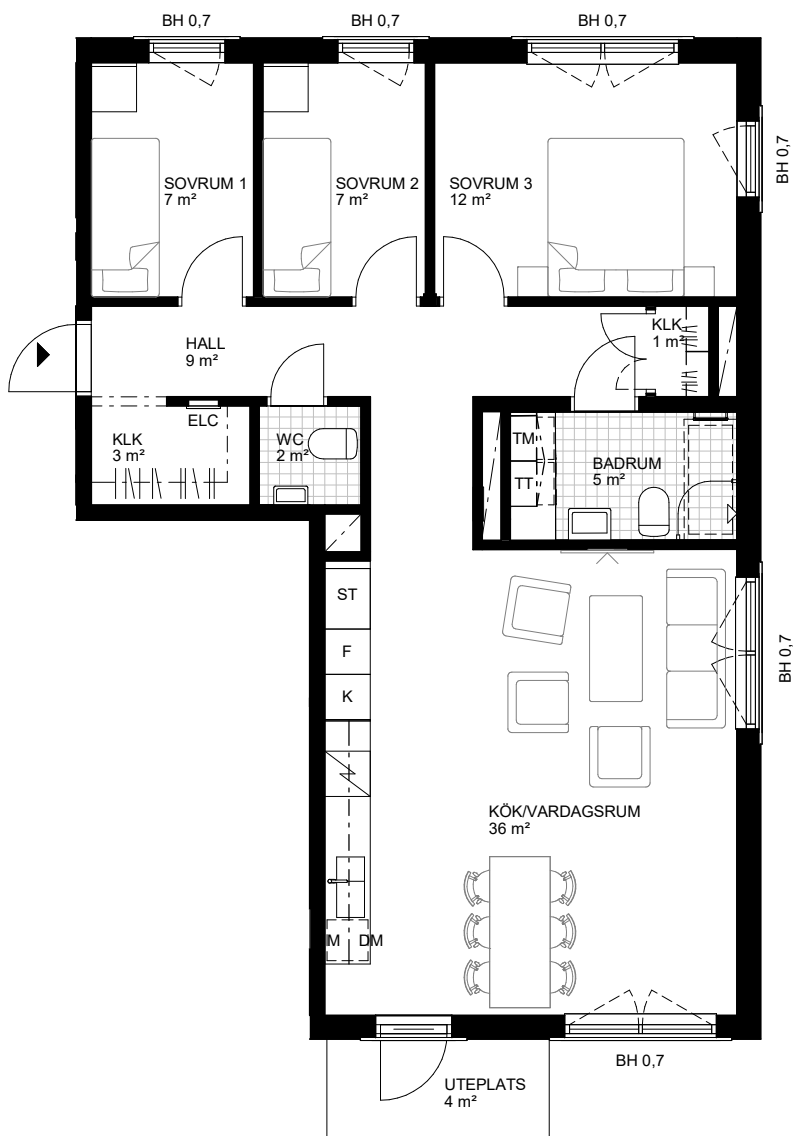 BH 0,7
BH 0,7
BH 0,7
BH 0,7
SOVRUM 1
7 m²
SOVRUM 2
7 m²
SOVRUM 3
12 m²
HALL
9 m²
KLK
1 m²
ELC
KLK
3 m²
WC
2 m²
TM
TT
BADRUM
5 m²
ST
F
K
BH 0,7
KÖK/VARDAGSRUM
36 m²
M DM
BH 0,7
UTEPLATS
4 m²